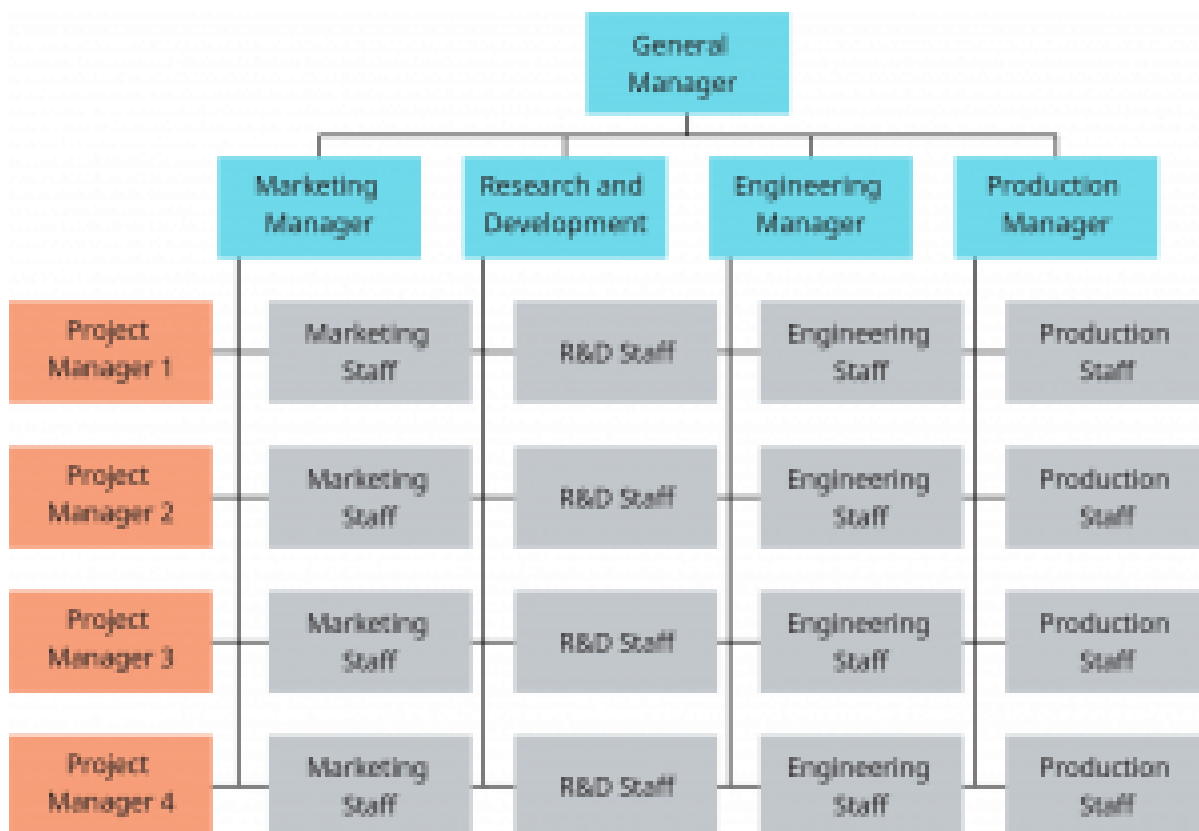 General
Manager
Marketing
Manager
Research and
Development
Engineering
Manager
Production
Manager
Project
Manager 1
Marketing
Staff
R&D Staff
Engineering
Staff
Production
Staff
Project
Manager 2
Marketing
Staff
R&D Staff
Engineering
Staff
Production
Staff
Project
Manager 3
Marketing
Staff
R&D Staff
Engineering
Staff
Production
Staff
Project
Manager 4
Marketing
Staff
R&D Staff
Engineering
Staff
Production
Staff